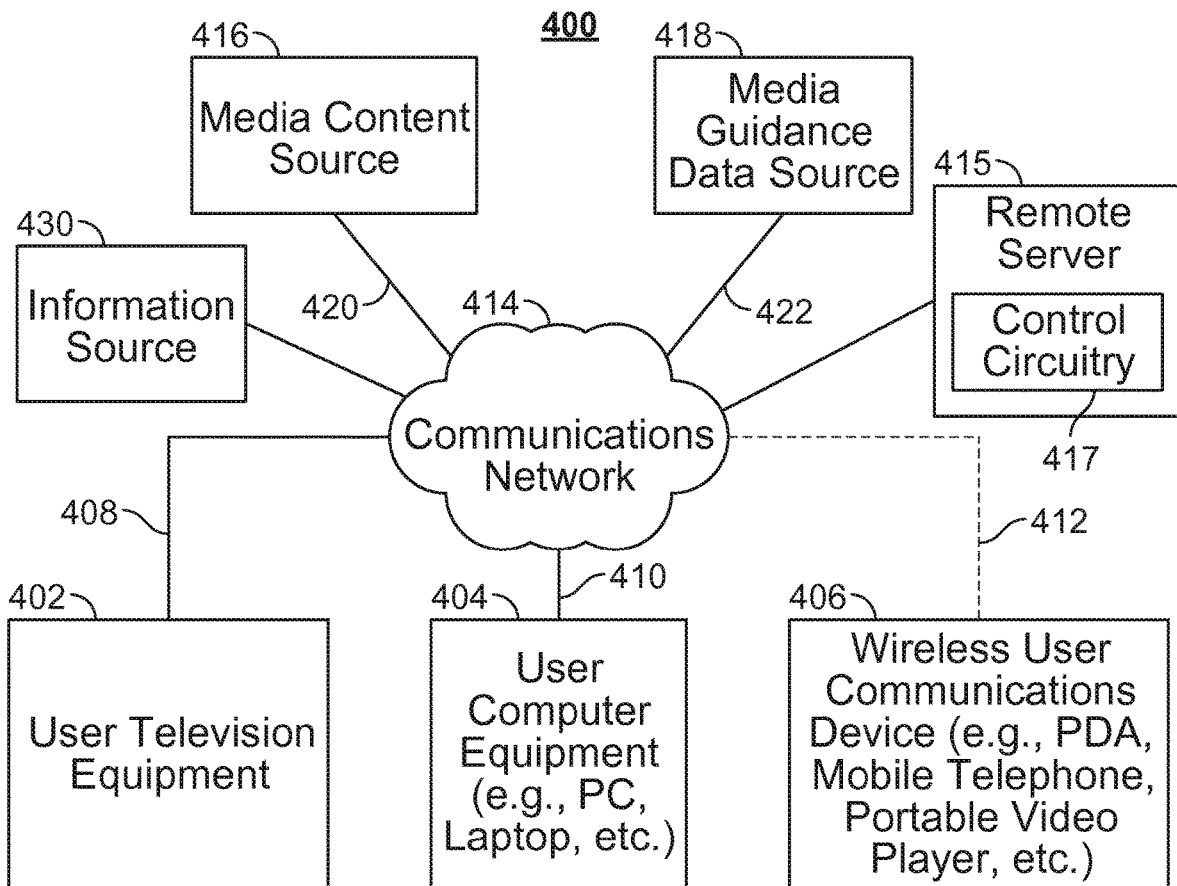 400
416
Media Content
Source
418
Media
Guidance
Data Source
415
Remote
Server
Control
Circuitry
417
430
Information
Source
420
414
422
Communications
Network
408
410
412
402
User Television
Equipment
404
User
Computer
Equipment
(e.g., PC,
Laptop, etc.)
406
Wireless User
Communications
Device (e.g., PDA,
Mobile Telephone,
Portable Video
Player, etc.)